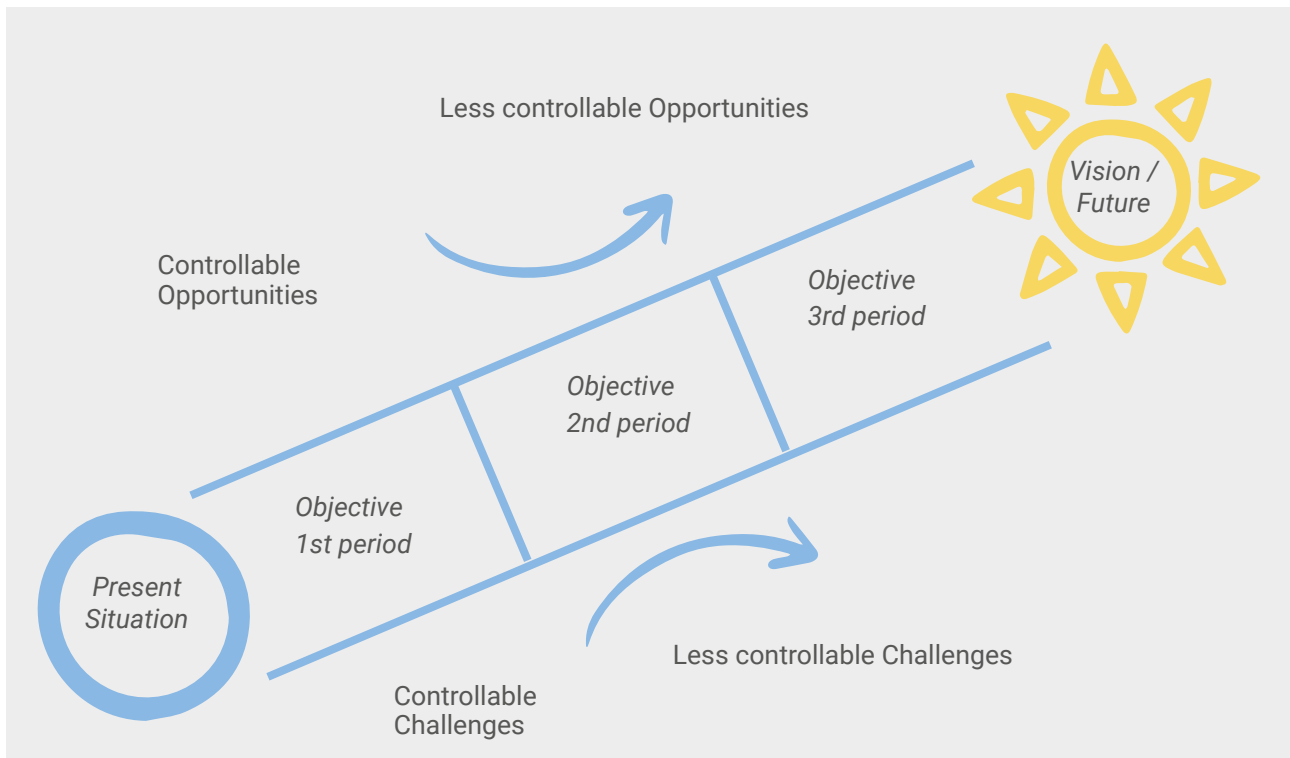 Less controllable Opportunities
Vision /
Future
Controllable
Opportunities
Objective
3rd period
Objective
2nd period
Objective
1st period
Present
Situation
Less controllable Challenges
Controllable
Challenges